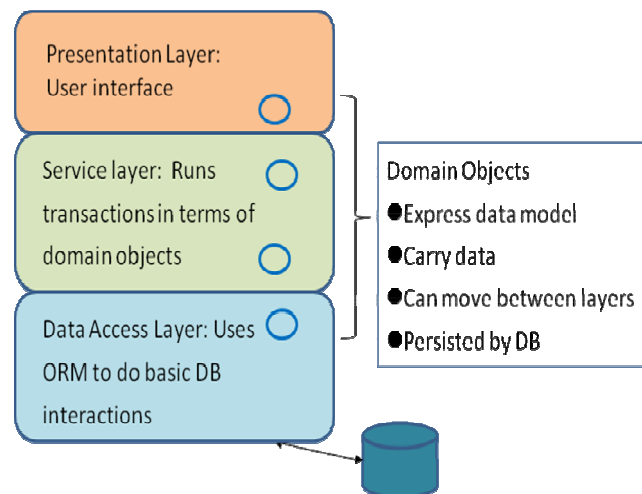 Presentation Layer:
User interface
Service layer: Runs
transactions in terms of
domain objects
Data Access Layer: Uses
ORM to do basic DB
interactions
Domain Objects
●Express data model
●Carry data
●Can move between layers
●Persisted by DB